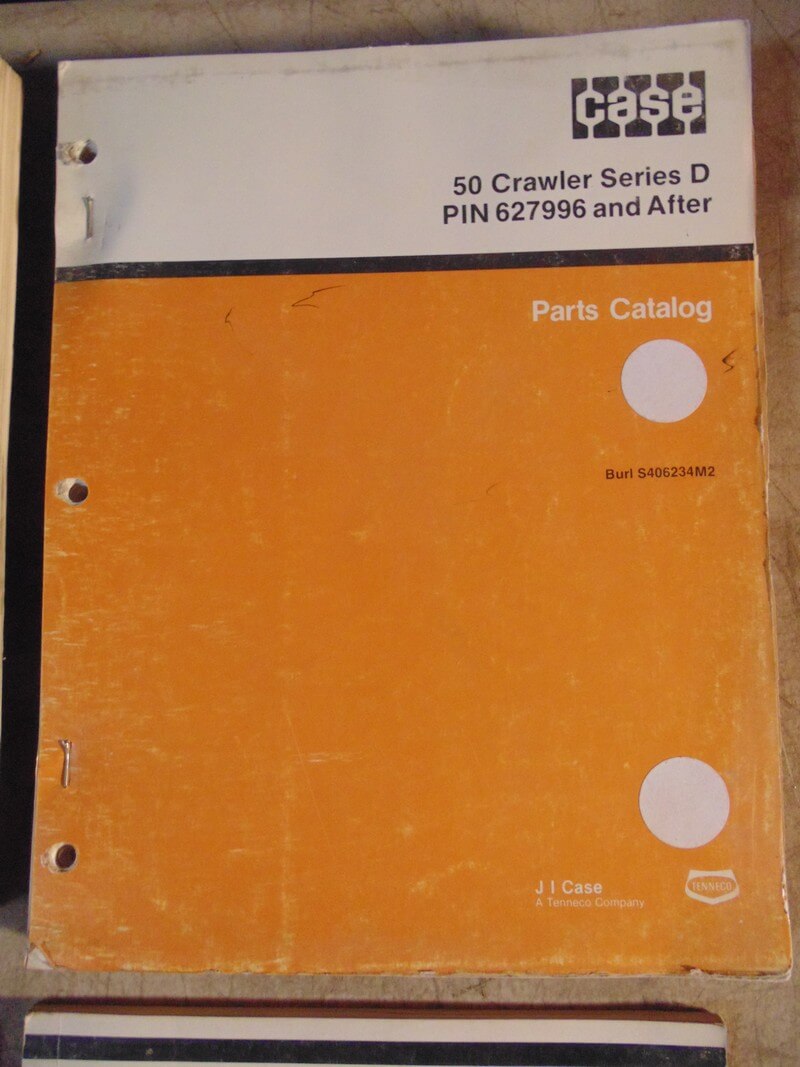 case
50 Crawler Series D
PIN 627996 and After
Parts Catalog
Burl S406234M2
J I Case
A Tenneco Company
TENNECO